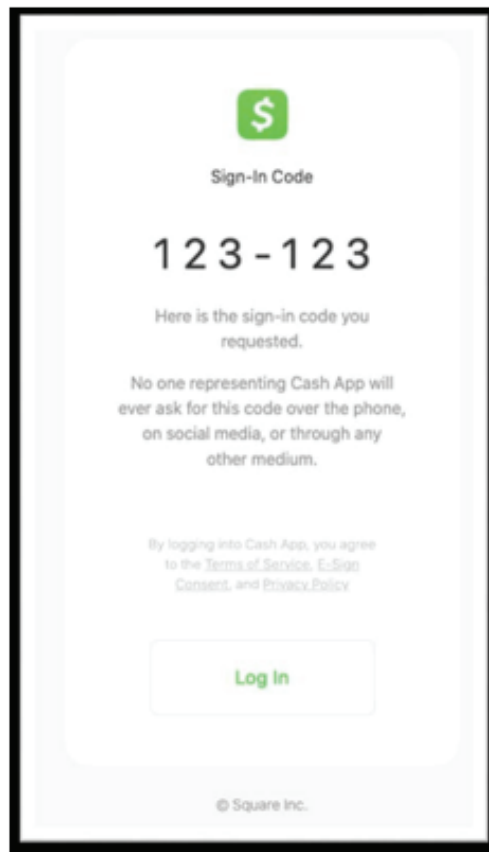 $
Sign-In Code
123-123
Here is the sign-in code you
requested.
No one representing Cash App will
ever ask for this code over the phone,
on social media, or through any
other medium.
By logging into Cash App, you agree
to the Terms of Service, E-Sign
Consent, and Privacy Policy
Log In
© Square Inc.